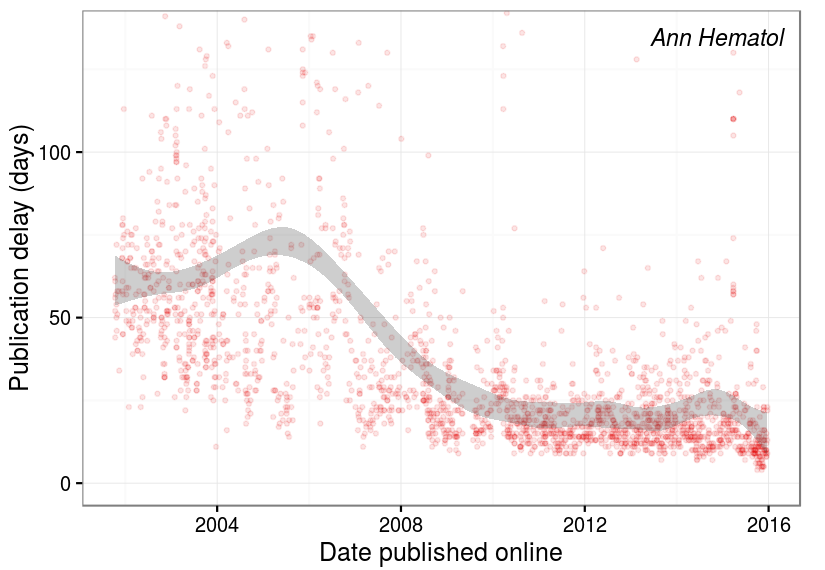 Ann Hematol
Publication delay (days)
100
50
0
2004 2008 2012 2016
Date published online